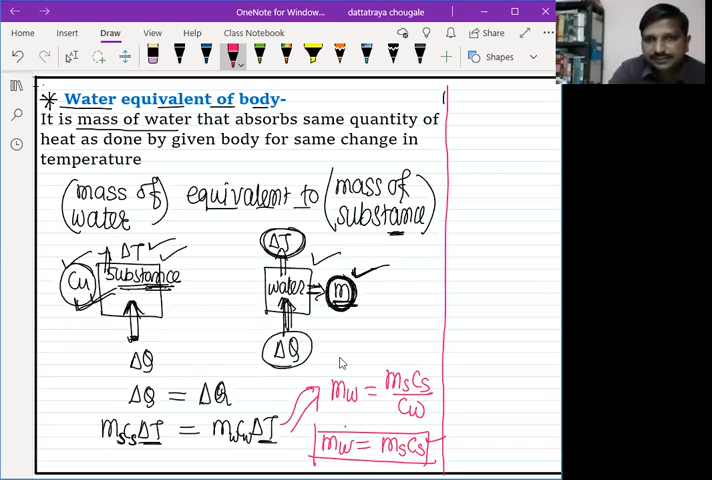 OneNote for Window... dattatraya chougale
Home Insert Draw View Help Class Notebook Share
Shapes
* Water equivalent of body-
It is mass of water that absorbs same quantity of
heat as done by given body for same change in
temperature
(mass of water) equivalent to (mass of substance)
ΔT ΔT
Cu substance water ⇒ m
ΔQ ΔQ
ΔQ = ΔQ
mscsΔT = mwcwΔT
mw = mscs/cw
mw = mscs